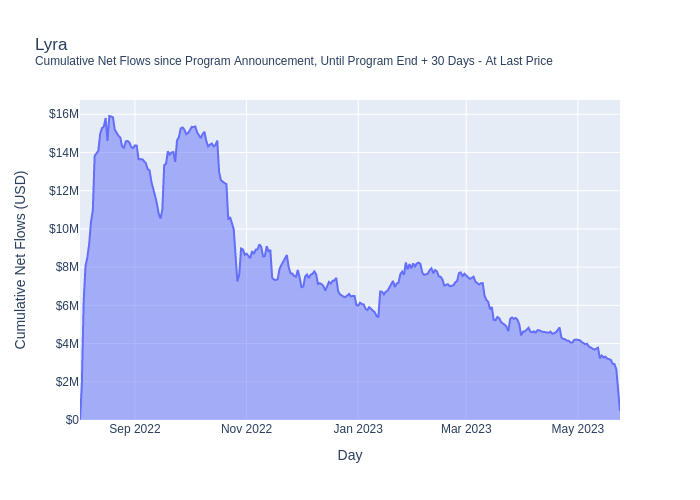 Lyra
Cumulative Net Flows since Program Announcement, Until Program End + 30 Days - At Last Price
Cumulative Net Flows (USD)
$16M
$14M
$12M
$10M
$8M
$6M
$4M
$2M
$0
Sep 2022
Nov 2022
Jan 2023
Mar 2023
May 2023
Day